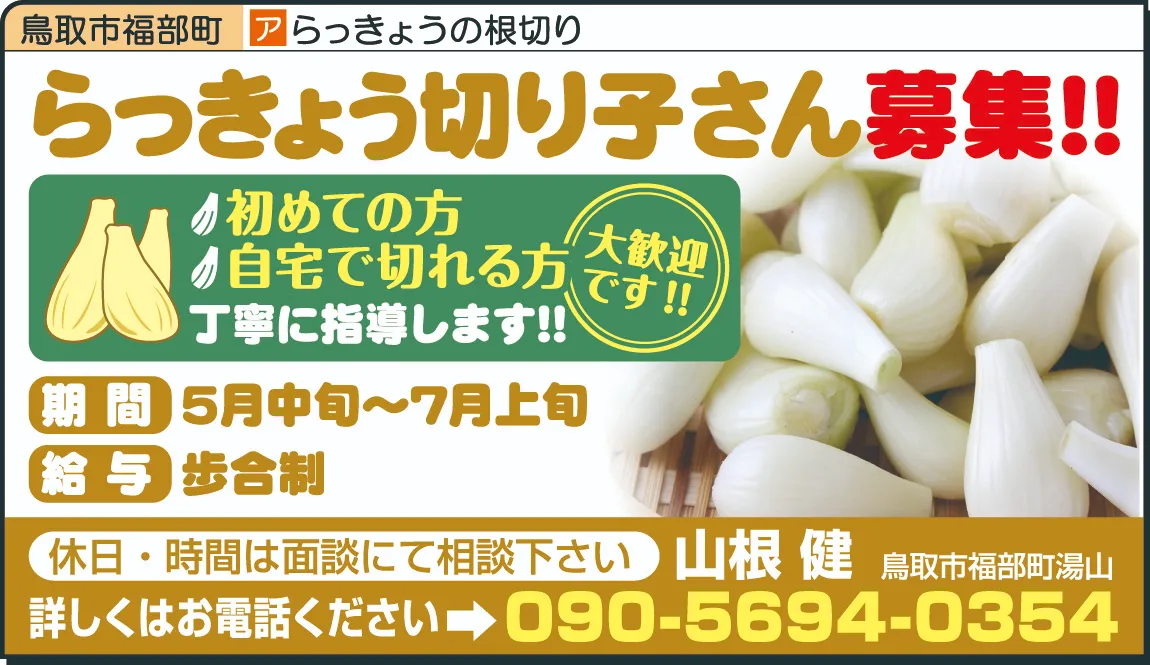 鳥取市福部町 ア らっきょうの根切り
らっきょう切り子さん募集!!
初めての方
自宅で切れる方
大歓迎
です!!
丁寧に指導します!!
期間 5月中旬〜7月上旬
給与 歩合制
休日・時間は面談にて相談下さい 山根 健 鳥取市福部町湯山
詳しくはお電話ください➡090-5694-0354